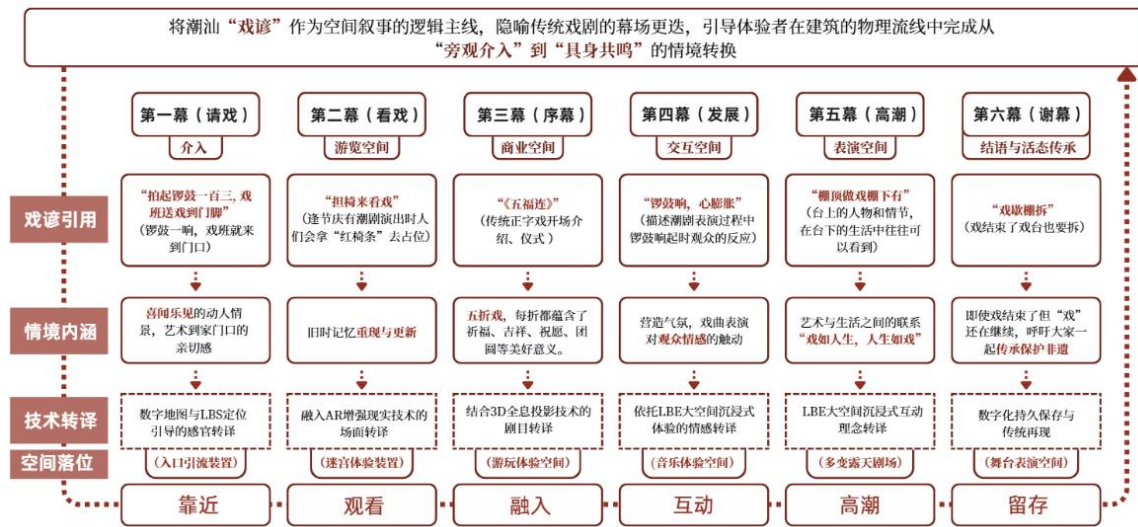 将潮汕“戏谚”作为空间叙事的逻辑主线，隐喻传统戏剧的幕场更迭，引导体验者在建筑的物理流线中完成从
“旁观介入”到“具身共鸣”的情境转换
第一幕（请戏）
第二幕（看戏）
第三幕（序幕）
第四幕（发展）
第五幕（高潮）
第六幕（谢幕）
介入
游览空间
商业空间
交互空间
表演空间
结语与活态传承
戏谚引用
“拍起锣鼓一百三，戏
班送戏到门脚”
（锣鼓一响，戏班就来
到门口）
“担椅来看戏”
（逢节庆有潮剧演出时人
们会拿“红椅条”去占位）
“《五福连》”
（传统正字戏开场介
绍、仪式 ）
“锣鼓响，心膨胀”
（描述潮剧表演过程中
锣鼓响起时观众的反应）
“棚顶做戏棚下有”
（台上的人物和情节，
在台下的生活中往往可
以看到）
“戏歇棚拆”
（戏结束了戏台也要拆）
情境内涵
喜闻乐见的动人情
景，艺术到家门口的
亲切感
旧时记忆重现与更新
五折戏，每折都蕴含了
祈福、吉祥、祝愿、团
圆等美好意义。
营造气氛，戏曲表演
对观众情感的触动
艺术与生活之间的联系
“戏如人生，人生如戏”
即使戏结束了但“戏”
还在继续，呼吁大家一
起传承保护非遗
技术转译
数字地图与LBS定位
引导的感官转译
融入AR增强现实技术的
场面转译
结合3D全息投影技术的
剧目转译
依托LBE大空间沉浸式
体验的情感转译
LBE大空间沉浸式互动
理念转译
数字化持久保存与
传统再现
空间落位
（入口引流装置）
（迷宫体验装置）
（游玩体验空间）
（音乐体验空间）
（多变露天剧场）
（舞台表演空间）
靠近
观看
融入
互动
高潮
留存